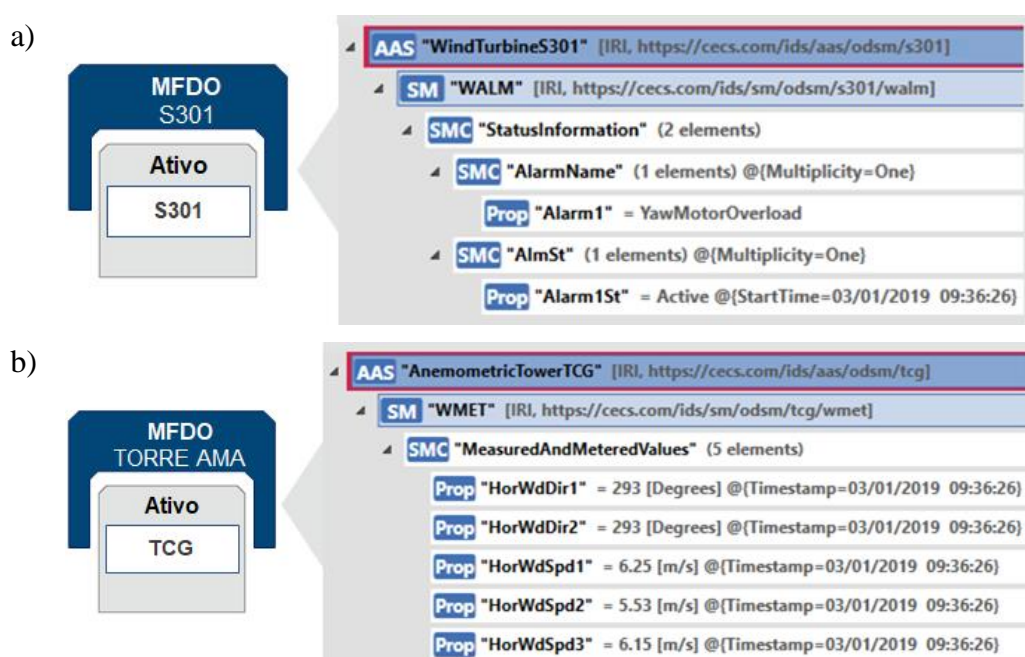 a)
MFDO
S301
Ativo
S301
AAS "WindTurbineS301" [IRI, https://cecs.com/ids/aas/odsm/s301]
SM "WALM" [IRI, https://cecs.com/ids/sm/odsm/s301/walm]
SMC "StatusInformation" (2 elements)
SMC "AlarmName" (1 elements) @{Multiplicity=One}
Prop "Alarm1" = YawMotorOverload
SMC "AlmSt" (1 elements) @{Multiplicity=One}
Prop "Alarm1St" = Active @{StartTime=03/01/2019 09:36:26}
b)
MFDO
TORRE AMA
Ativo
TCG
AAS "AnemometricTowerTCG" [IRI, https://cecs.com/ids/aas/odsm/tcg]
SM "WMET" [IRI, https://cecs.com/ids/sm/odsm/tcg/wmet]
SMC "MeasuredAndMeteredValues" (5 elements)
Prop "HorWdDir1" = 293 [Degrees] @{Timestamp=03/01/2019 09:36:26}
Prop "HorWdDir2" = 293 [Degrees] @{Timestamp=03/01/2019 09:36:26}
Prop "HorWdSpd1" = 6.25 [m/s] @{Timestamp=03/01/2019 09:36:26}
Prop "HorWdSpd2" = 5.53 [m/s] @{Timestamp=03/01/2019 09:36:26}
Prop "HorWdSpd3" = 6.15 [m/s] @{Timestamp=03/01/2019 09:36:26}